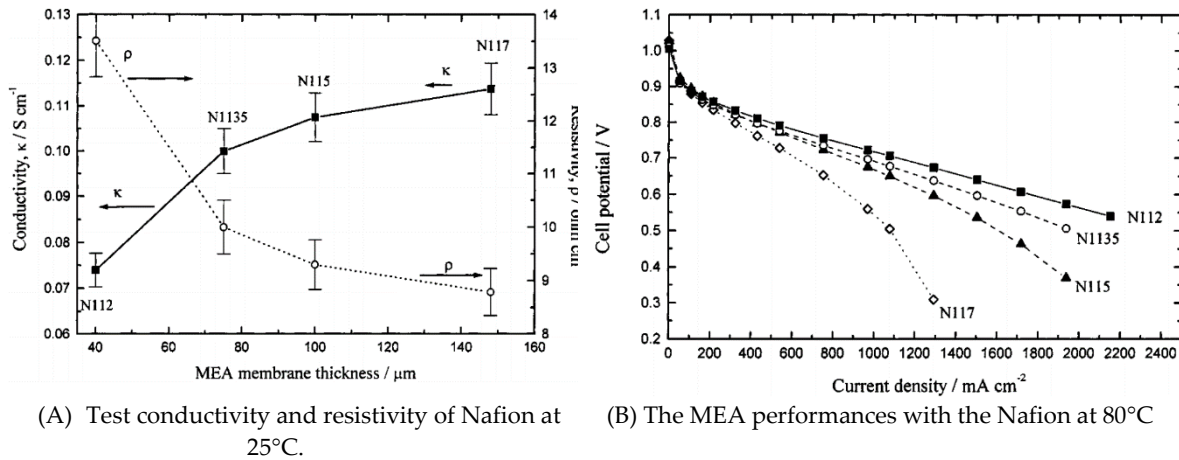 0.13
0.12
0.11
0.10
0.09
0.08
0.07
0.06
Conductivity, κ / S cm⁻¹
14
13
12
11
10
9
8
Resistivity, ρ / ohm cm
40 60 80 100 120 140 160
MEA membrane thickness / μm
ρ
N117
κ
N115
N1135
κ
ρ
N112
1.1
1.0
0.9
0.8
0.7
0.6
0.5
0.4
0.3
0.2
Cell potential / V
0 200 400 600 800 1000 1200 1400 1600 1800 2000 2200 2400
Current density / mA cm⁻²
N112
N1135
N115
N117
(A) Test conductivity and resistivity of Nafion at
25°C.
(B) The MEA performances with the Nafion at 80°C